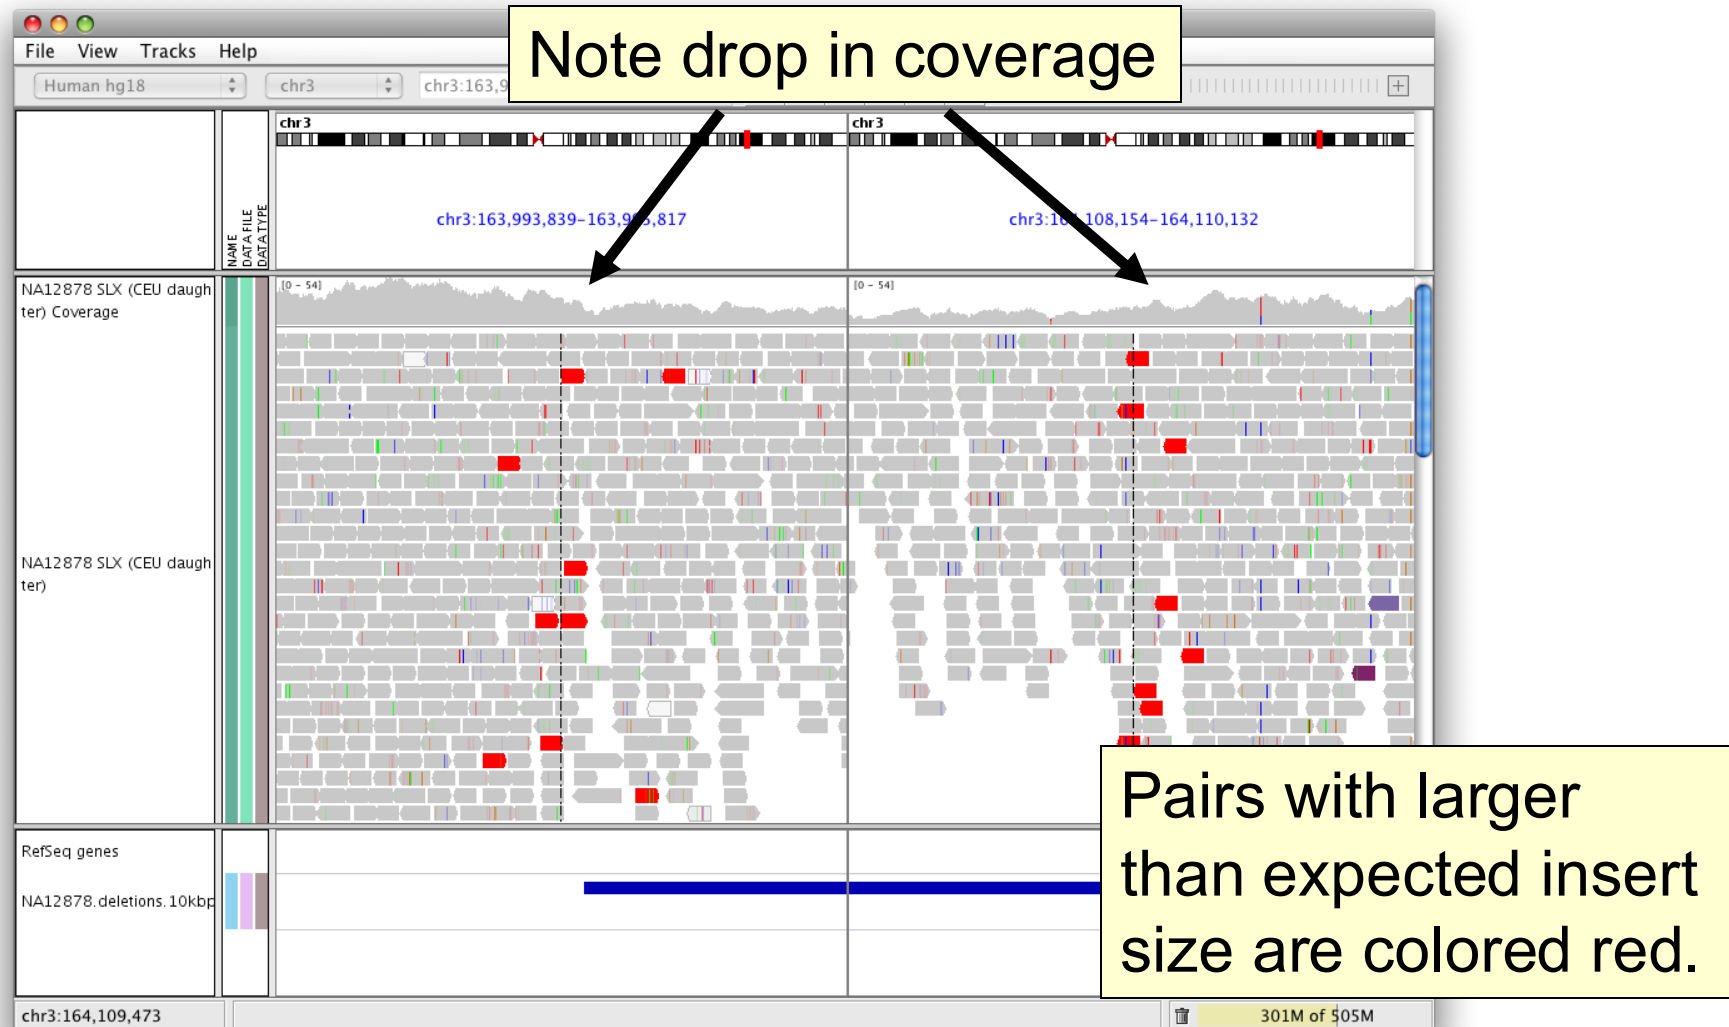 Note drop in coverage
File View Tracks Help
Human hg18
chr3
chr3:163,9
chr3
chr3
chr3:163,993,839-163,99
,817
chr3:16
108,154-164,110,132
NAME
DATA FILE
DATA TYPE
NA12878 SLX (CEU daugh
ter) Coverage
[0 - 54]
[0 - 54]
NA12878 SLX (CEU daugh
ter)
RefSeq genes
NA12878.deletions.10kbp
Pairs with larger
than expected insert
size are colored red.
chr3:164,109,473
301M of 505M